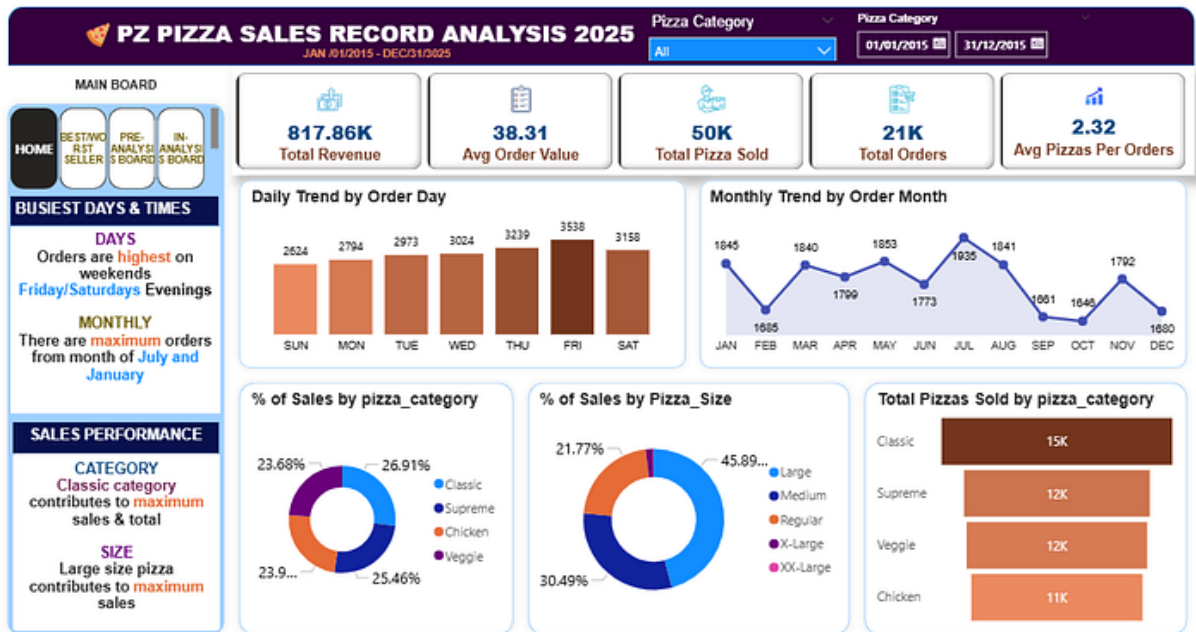 PZ PIZZA SALES RECORD ANALYSIS 2025
JAN /01/2015 - DEC/31/3025
Pizza Category
All
Pizza Category
01/01/2015
31/12/2015
MAIN BOARD
HOME
BEST/WO
RST
SELLER
PRE-
ANALYSI
S BOARD
IN-
ANALYSI
S BOARD
BUSIEST DAYS & TIMES
DAYS
Orders are highest on
weekends
Friday/Saturdays Evenings
MONTHLY
There are maximum orders
from month of July and
January
SALES PERFORMANCE
CATEGORY
Classic category
contributes to maximum
sales & total
SIZE
Large size pizza
contributes to maximum
sales
817.86K
Total Revenue
38.31
Avg Order Value
50K
Total Pizza Sold
21K
Total Orders
2.32
Avg Pizzas Per Orders
Daily Trend by Order Day
2624
2794
2973
3024
3239
3538
3158
SUN
MON
TUE
WED
THU
FRI
SAT
Monthly Trend by Order Month
1845
1685
1840
1799
1853
1773
1935
1841
1661
1646
1792
1680
JAN
FEB
MAR
APR
MAY
JUN
JUL
AUG
SEP
OCT
NOV
DEC
% of Sales by pizza_category
23.68%
26.91%
23.9...
25.46%
Classic
Supreme
Chicken
Veggie
% of Sales by Pizza_Size
21.77%
45.89...
30.49%
Large
Medium
Regular
X-Large
XX-Large
Total Pizzas Sold by pizza_category
Classic
15K
Supreme
12K
Veggie
12K
Chicken
11K